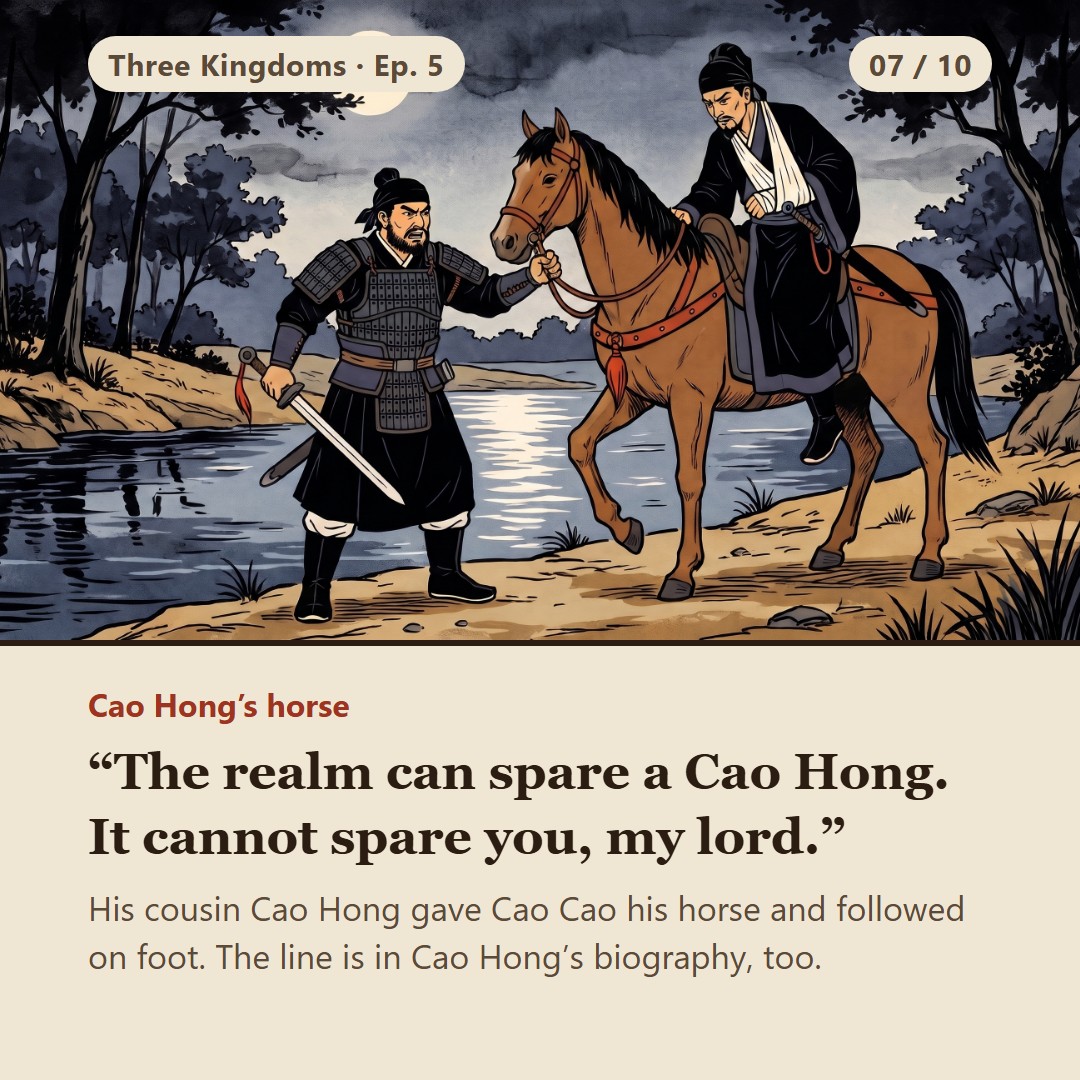 Three Kingdoms · Ep. 5
07 / 10
Cao Hong’s horse
“The realm can spare a Cao Hong.
It cannot spare you, my lord.”
His cousin Cao Hong gave Cao Cao his horse and followed
on foot. The line is in Cao Hong’s biography, too.